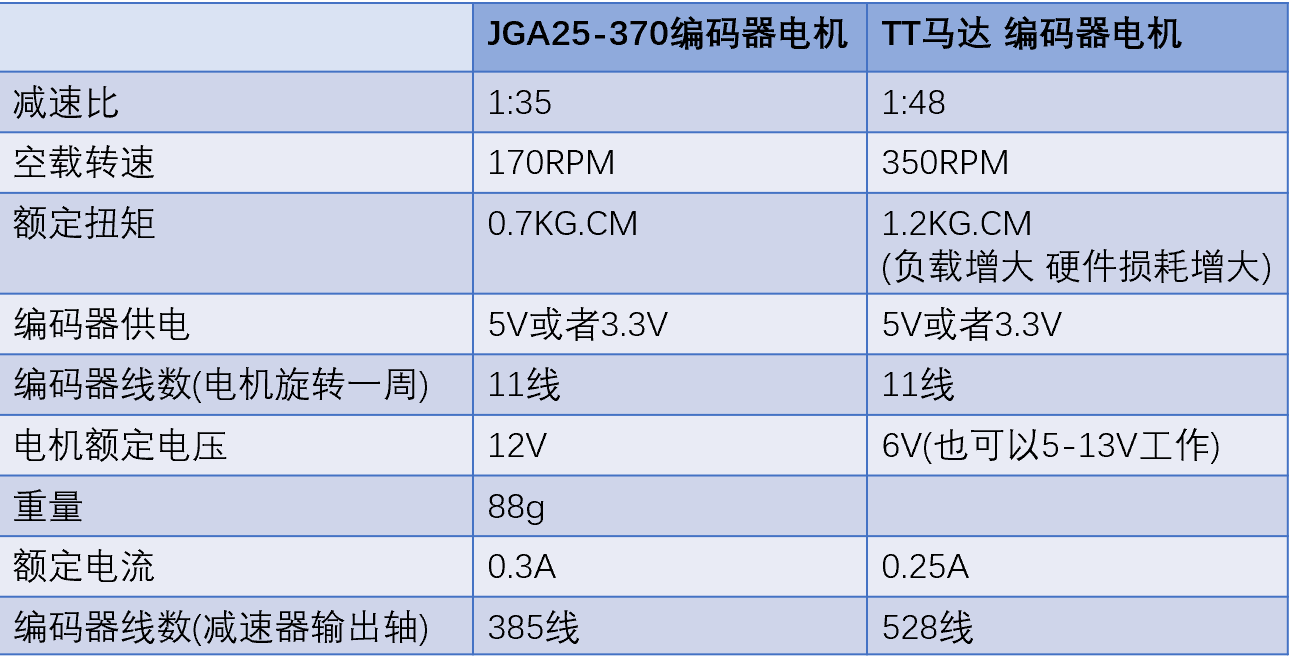 JGA25-370编码器电机 TT马达 编码器电机
减速比 1:35 1:48
空载转速 170RPM 350RPM
额定扭矩 0.7KG.CM 1.2KG.CM
(负载增大 硬件损耗增大)
编码器供电 5V或者3.3V 5V或者3.3V
编码器线数(电机旋转一周) 11线 11线
电机额定电压 12V 6V(也可以5-13V工作)
重量 88g
额定电流 0.3A 0.25A
编码器线数(减速器输出轴) 385线 528线